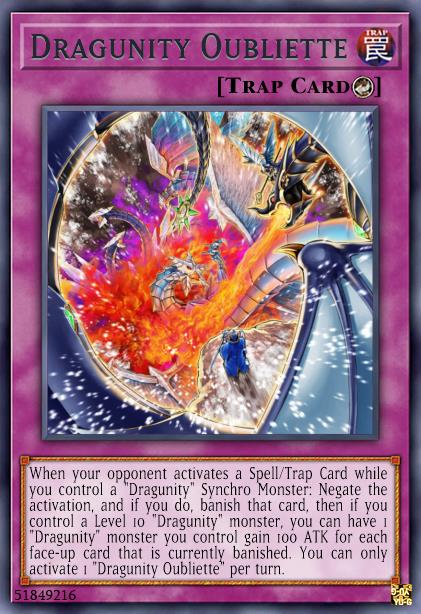 Dragunity Oubliette
TRAP
罠
[Trap Card]
When your opponent activates a Spell/Trap Card while
you control a "Dragunity" Synchro Monster: Negate the
activation, and if you do, banish that card, then if you
control a Level 10 "Dragunity" monster, you can have 1
"Dragunity" monster you control gain 100 ATK for each
face-up card that is currently banished. You can only
activate 1 "Dragunity Oubliette" per turn.
51849216